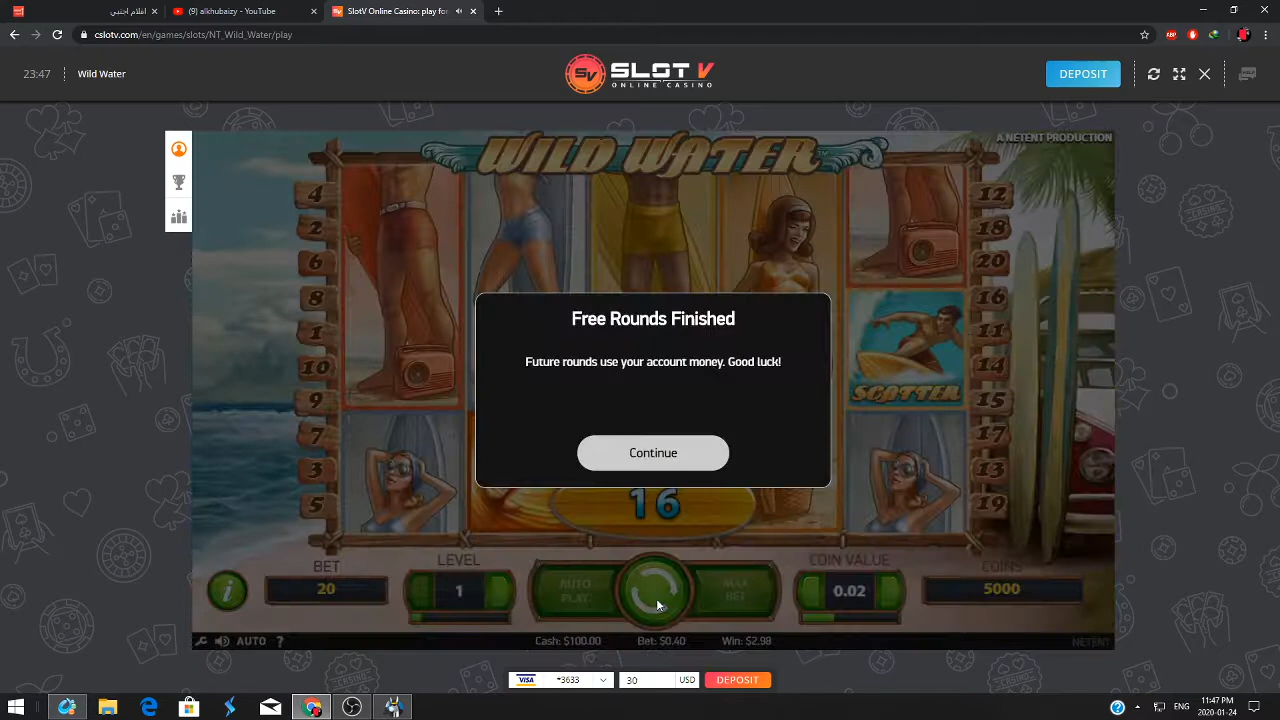 افلام اجنبي
(9) alkhubaizy - YouTube
SlotV Online Casino: play fo
cslotv.com/en/games/slots/NT_Wild_Water/play
ABP
23:47
Wild Water
SV
SLOT V
ONLINE CASINO
DEPOSIT
WILD WATER
A NETENT PRODUCTION
4
2
6
8
1
10
9
7
3
5
12
18
20
16
11
14
15
17
13
19
SCATTER
Free Rounds Finished
Future rounds use your account money. Good luck!
Continue
16
BET
20
LEVEL
1
AUTO PLAY
MAX BET
COIN VALUE
0.02
COINS
5000
AUTO
?
Cash: $100.00
Bet: $0.40
Win: $2.98
NETENT
VISA
*3633
30
USD
DEPOSIT
ENG
11:47 PM
2020-01-24